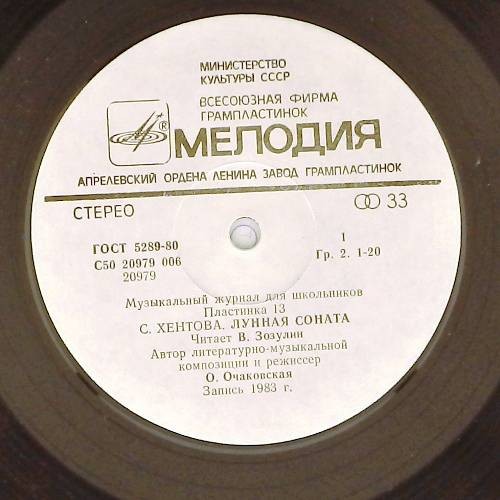 МИНИСТЕРСТВО
КУЛЬТУРЫ СССР
ВСЕСОЮЗНАЯ ФИРМА
ГРАМПЛАСТИНОК
® МЕЛОДИЯ
АПРЕЛЕВСКИЙ ОРДЕНА ЛЕНИНА ЗАВОД ГРАМПЛАСТИНОК
СТЕРЕО 33
ГОСТ 5289-80 1
С50 20979 006 Гр. 2. 1-20
20979
Музыкальный журнал для школьников
Пластинка 13
С. ХЕНТОВА. ЛУННАЯ СОНАТА
Читает В. Зозулин
Автор литературно-музыкальной
композиции и режиссер
О. Очаковская
Запись 1983 г.